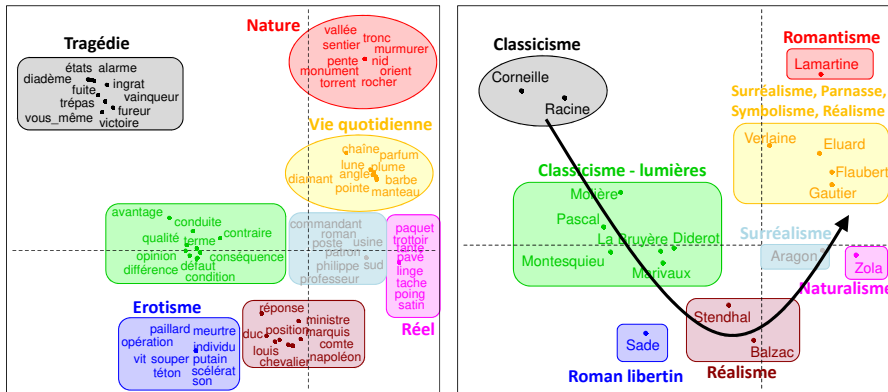 Tragédie
états alarme
diadème
ingrat
fuite
vainqueur
trépas
fureur
vous_même
victoire
Nature
vallée
tronc
sentier
murmurer
pente
nid
monument
orient
torrent rocher
Vie quotidienne
chaîne
parfum
lune
plume
diamant
angle
barbe
pointe
manteau
avantage
conduite
qualité
terme
contraire
opinion
conséquence
différence
défaut
condition
commandant
roman
poste
usine
patron
philippe sud
professeur
paquet
trottoir
tante
pavé
linge
tache
poing
satin
Réel
Erotisme
paillard
meurtre
opération
individu
vit souper
putain
téton
scélérat
son
réponse
ministre
duc
position
marquis
louis
comte
chevalier
napoléon
Classicisme
Corneille
Racine
Romantisme
Lamartine
Surréalisme, Parnasse,
Symbolisme, Réalisme
Verlaine
Eluard
Flaubert
Gautier
Classicisme - lumières
Molière
Pascal
La Bruyère
Diderot
Montesquieu
Marivaux
Surréalisme
Aragon
Zola
Naturalisme
Stendhal
Balzac
Réalisme
Sade
Roman libertin